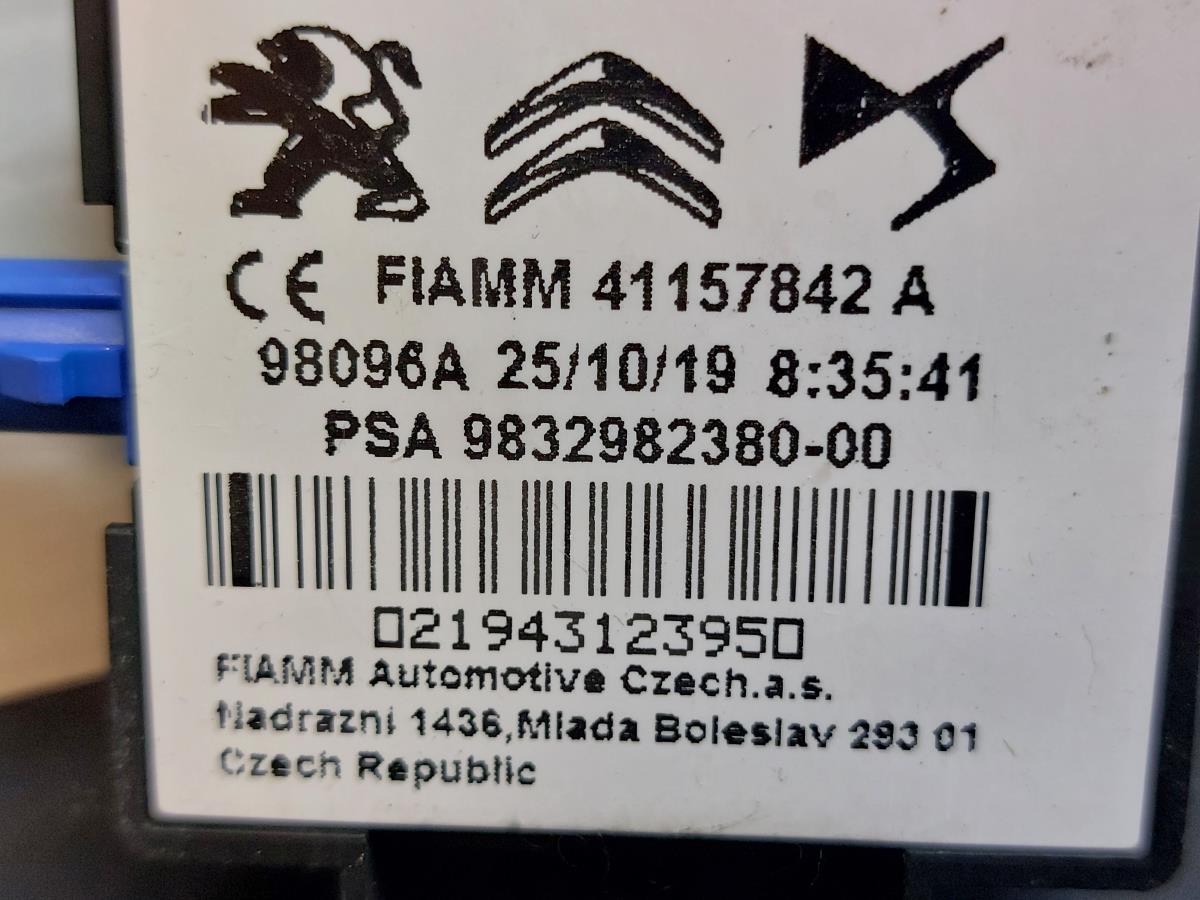 CE FIAMM 41157842 A
98096A 25/10/19 8:35:41
PSA 9832982380-00
021943123950
FIAMM Automotive Czech.a.s.
Nadrazni 1436,Mlada Boleslav 293 01
Czech Republic